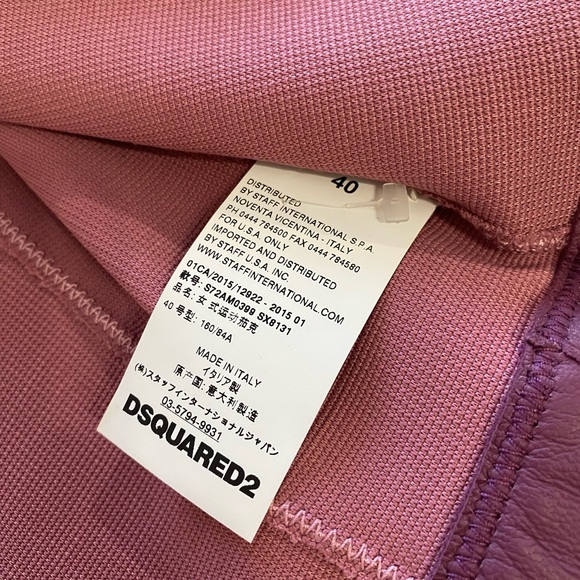 40
DISTRIBUTED
BY STAFF INTERNATIONAL S.P.A.
NOVENTA VICENTINA - ITALY
PH 0444 784500 FAX 0444 784590
FOR U.S.A. ONLY
IMPORTED AND DISTRIBUTED
BY STAFF U.S.A. INC.
WWW.STAFFINTERNATIONAL.COM
01CA/2015/12922 - 2015 01
款号: S72AM0399 SX9131
品名: 女式运动茄克
40 号型: 160/84A
MADE IN ITALY
イタリア製
原产国: 意大利製造
(株)スタッフインターナショナルジャパン
03-5794-9931
DSQUARED2